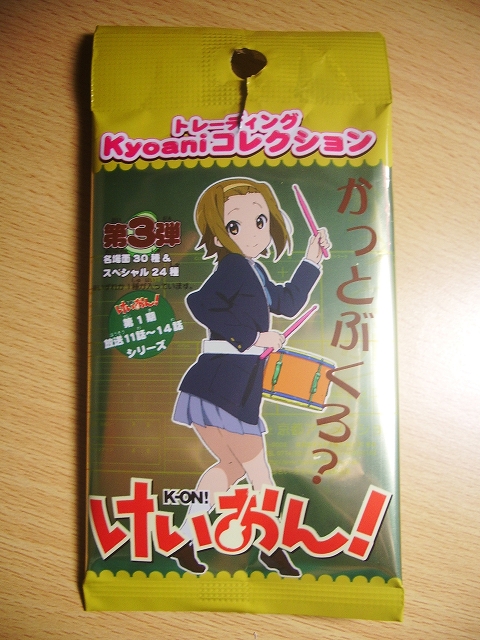 トレーディング
Kyoaniコレクション
第3弾
名場面30種&
スペシャル24種
けいおん!
第1期
放送11話~14話
シリーズ
かっとぶくろ?
K-ON!
けいおん!